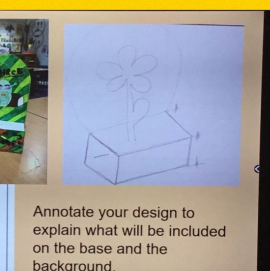 Annotate your design to
explain what will be included
on the base and the
background.